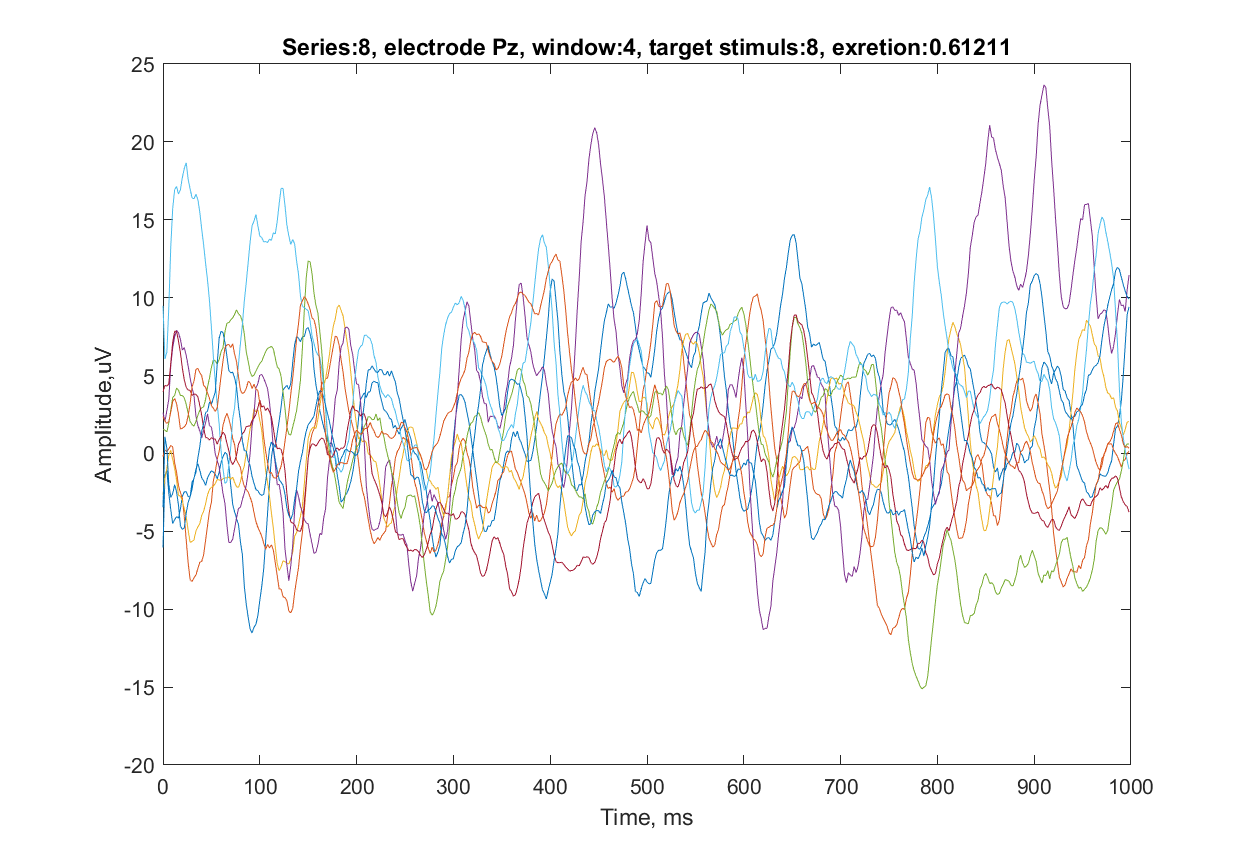 Series:8, electrode Pz, window:4, target stimuls:8, exretion:0.61211
25
20
15
10
5
0
-5
-10
-15
-20
Amplitude,uV
0 100 200 300 400 500 600 700 800 900 1000
Time, ms